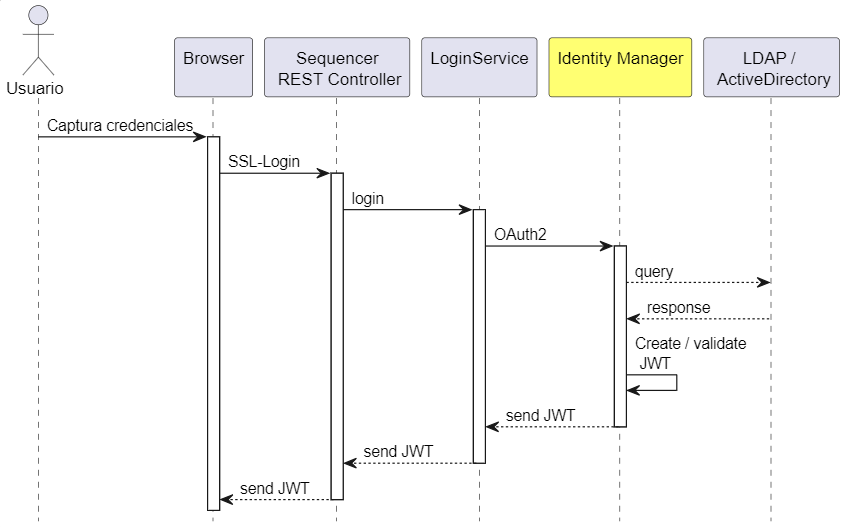 Usuario
Browser
Sequencer
REST Controller
LoginService
Identity Manager
LDAP /
ActiveDirectory
Captura credenciales
SSL-Login
login
OAuth2
query
response
Create / validate
JWT
send JWT
send JWT
send JWT